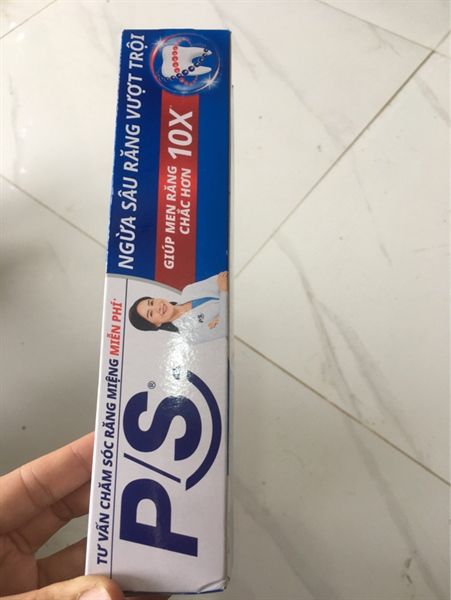 TƯ VẤN CHĂM SÓC RĂNG MIỆNG MIỄN PHÍ*
P/S®
NGỪA SÂU RĂNG VƯỢT TRỘI
GIÚP MEN RĂNG
CHẮC HƠN
10X*
P/S